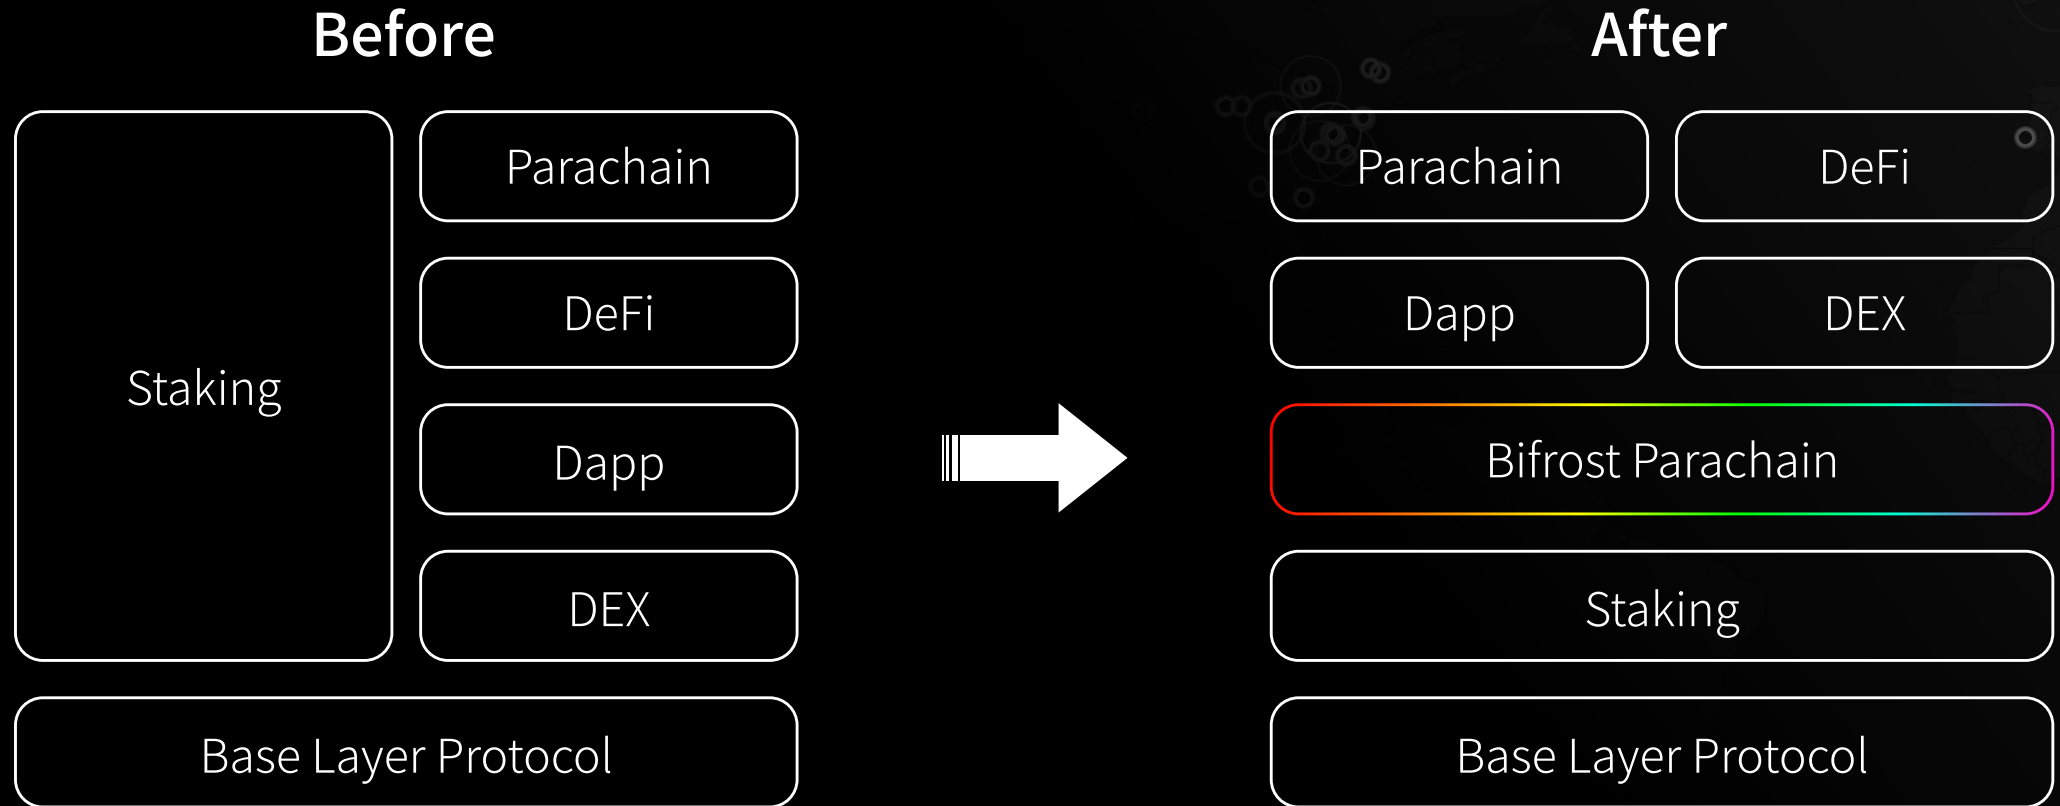 Before
Staking
Parachain
DeFi
Dapp
DEX
Base Layer Protocol
After
Parachain
DeFi
Dapp
DEX
Bifrost Parachain
Staking
Base Layer Protocol